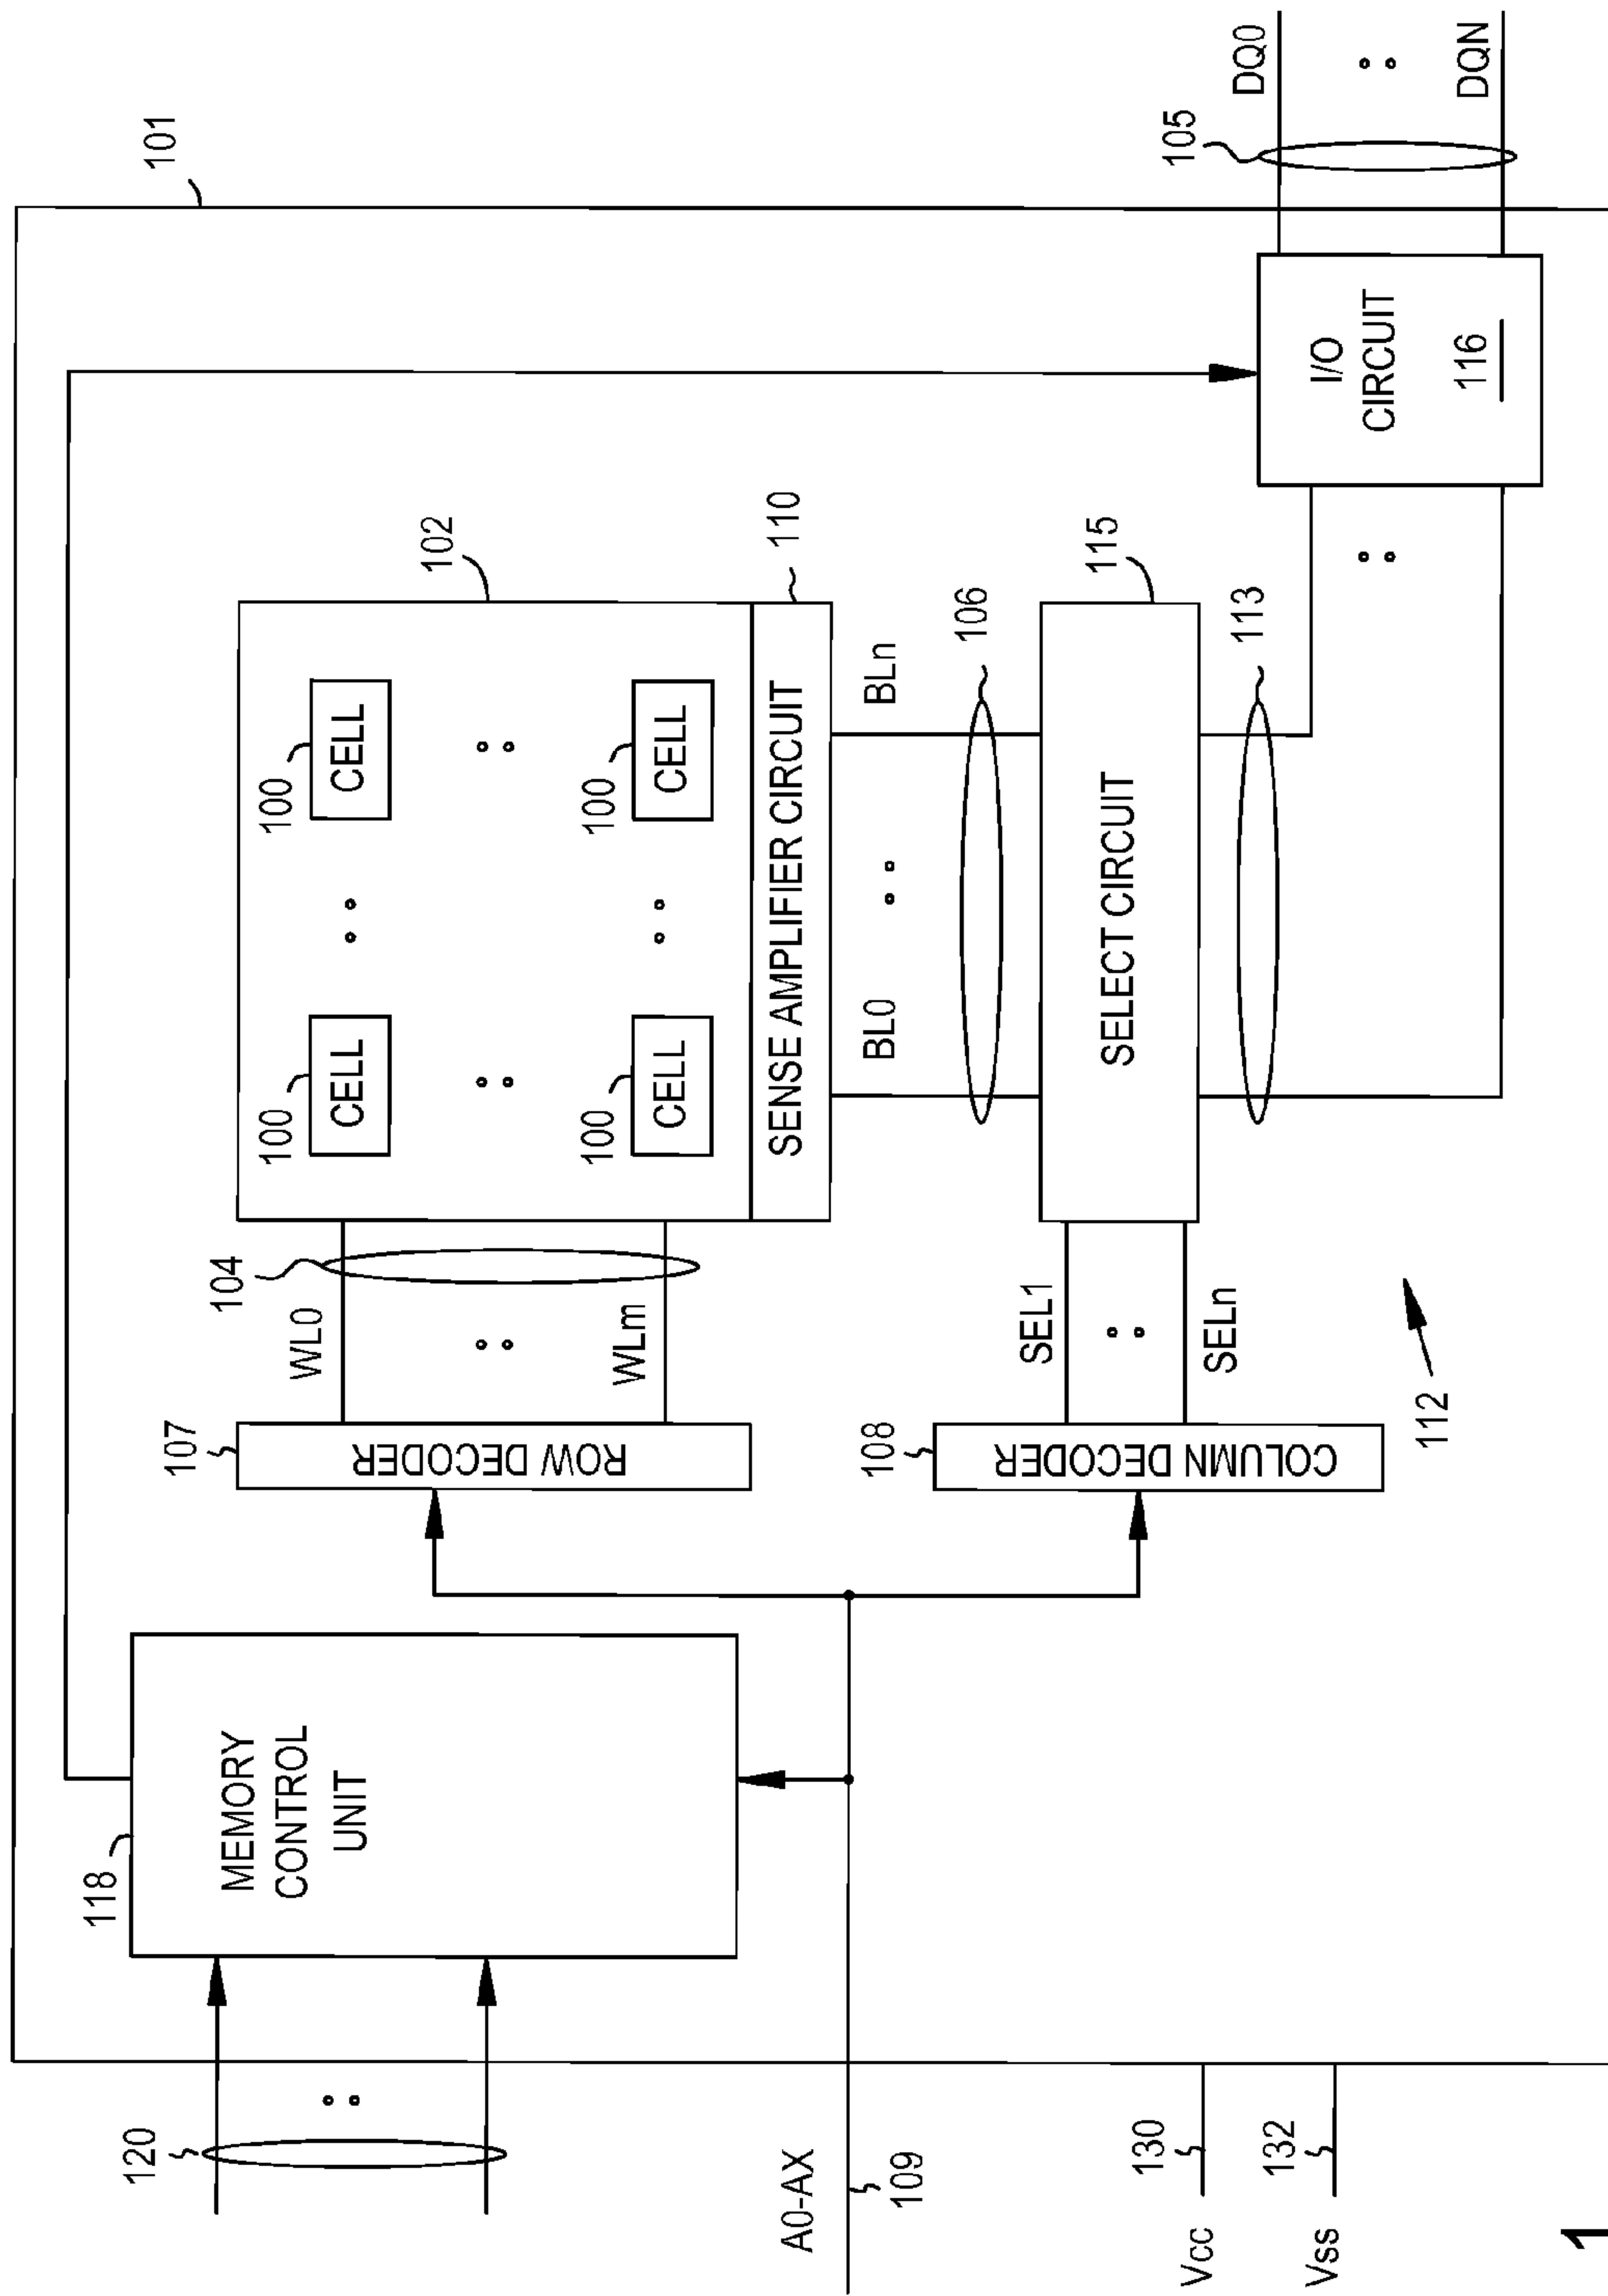 101
102
100
CELL
100
CELL
100
CELL
100
CELL
SENSE AMPLIFIER CIRCUIT
110
104
WL0
WLm
107
ROW DECODER
118
MEMORY
CONTROL
UNIT
120
A0-AX
109
BL0
BLn
106
SELECT CIRCUIT
115
SEL1
SELn
108
COLUMN DECODER
113
112
I/O
CIRCUIT
116
105
DQ0
DQN
Vcc
130
Vss
132
1